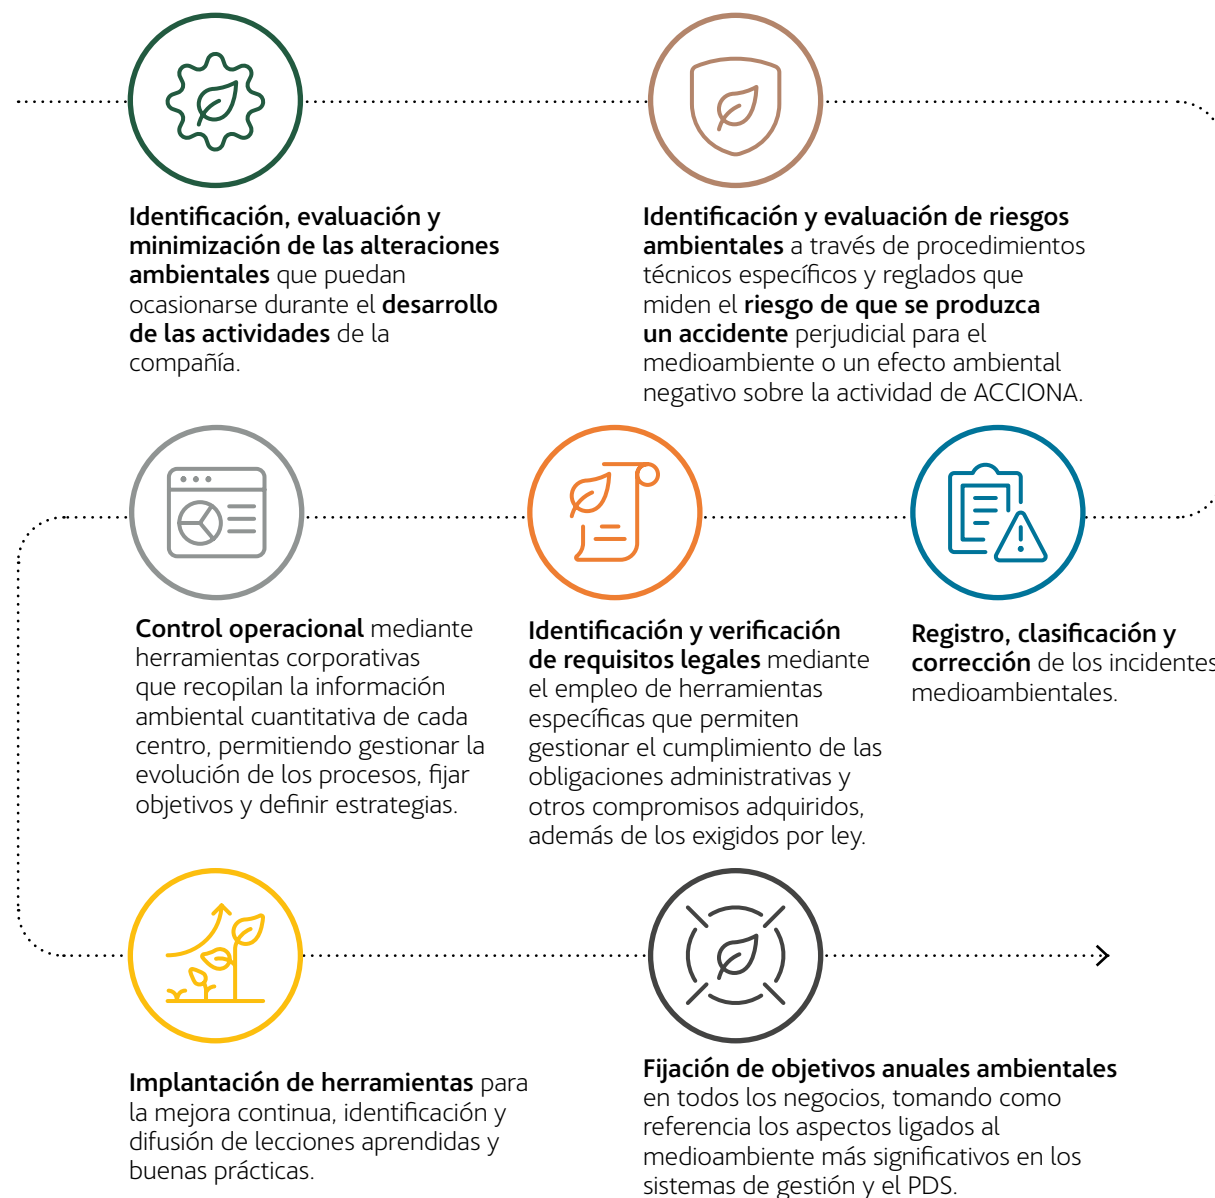 Identificación, evaluación y
minimización de las alteraciones
ambientales que puedan
ocasionarse durante el desarrollo
de las actividades de la
compañía.
Identificación y evaluación de riesgos
ambientales a través de procedimientos
técnicos específicos y reglados que
miden el riesgo de que se produzca
un accidente perjudicial para el
medioambiente o un efecto ambiental
negativo sobre la actividad de ACCIONA.
Control operacional mediante
herramientas corporativas
que recopilan la información
ambiental cuantitativa de cada
centro, permitiendo gestionar la
evolución de los procesos, fijar
objetivos y definir estrategias.
Identificación y verificación
de requisitos legales mediante
el empleo de herramientas
específicas que permiten
gestionar el cumplimiento de las
obligaciones administrativas y
otros compromisos adquiridos,
además de los exigidos por ley.
Registro, clasificación y
corrección de los incidentes
medioambientales.
Implantación de herramientas para
la mejora continua, identificación y
difusión de lecciones aprendidas y
buenas prácticas.
Fijación de objetivos anuales ambientales
en todos los negocios, tomando como
referencia los aspectos ligados al
medioambiente más significativos en los
sistemas de gestión y el PDS.